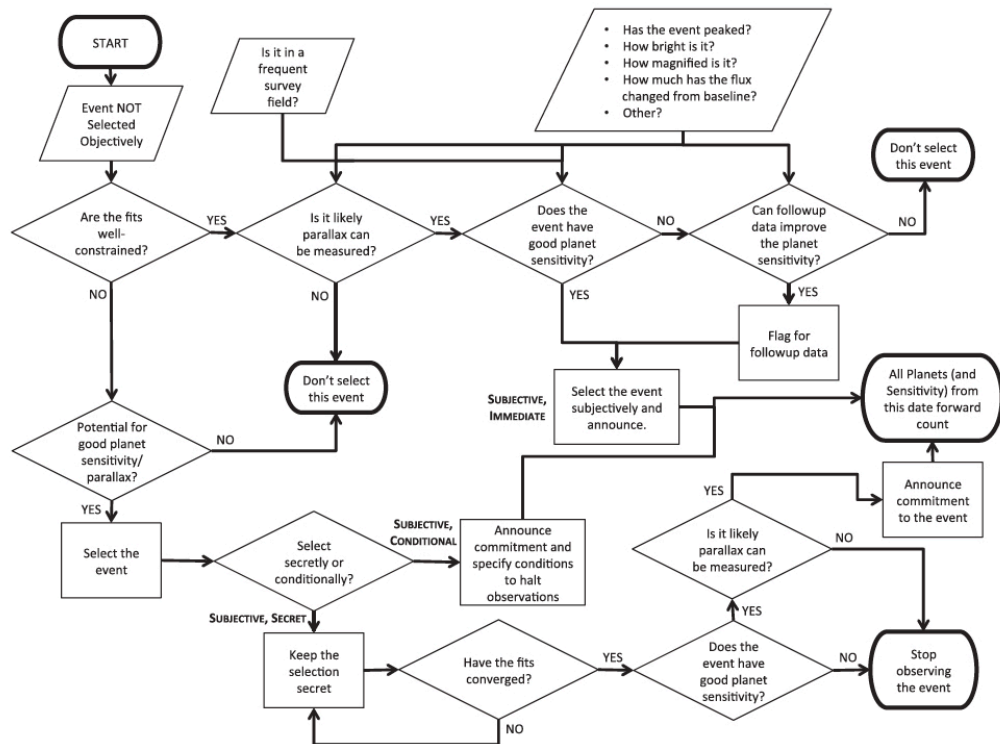 START
Event NOT
Selected
Objectively
Is it in a
frequent
survey
field?
• Has the event peaked?
• How bright is it?
• How magnified is it?
• How much has the flux
changed from baseline?
• Other?
Don't select
this event
Are the fits
well-
constrained?
YES
NO
Is it likely
parallax can
be measured?
YES
NO
Does the
event have
good planet
sensitivity?
NO
YES
Can followup
data improve
the planet
sensitivity?
NO
YES
Flag for
followup data
Don't select
this event
SUBJECTIVE,
IMMEDIATE
Select the event
subjectively and
announce.
All Planets (and
Sensitivity) from
this date forward
count
Potential for
good planet
sensitivity/
parallax?
NO
YES
Select the
event
Select
secretly or
conditionally?
SUBJECTIVE,
CONDITIONAL
Announce
commitment and
specify conditions
to halt
observations
SUBJECTIVE, SECRET
Keep the
selection
secret
Have the fits
converged?
YES
NO
Does the
event have
good planet
sensitivity?
YES
NO
Is it likely
parallax can
be measured?
YES
NO
Announce
commitment
to the event
Stop
observing
the event